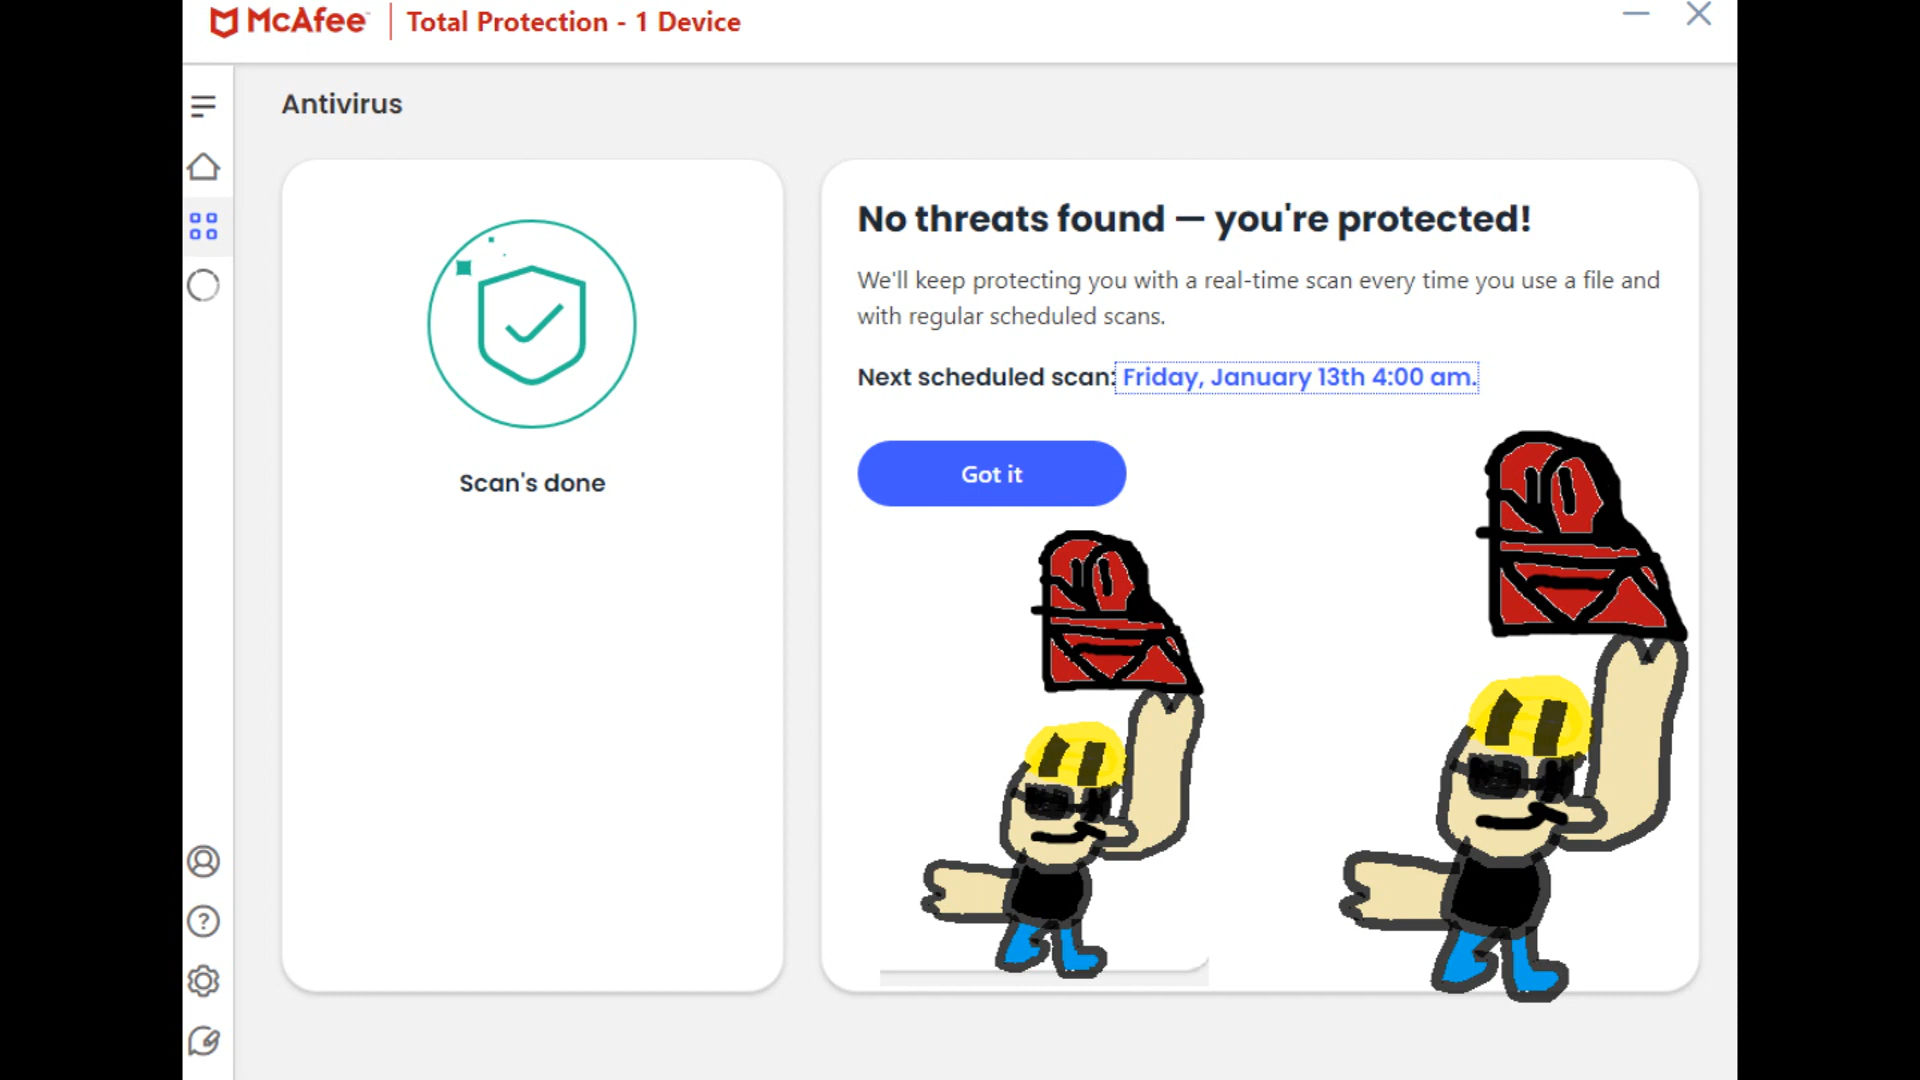 McAfee™ Total Protection - 1 Device
Antivirus
Scan's done
No threats found — you're protected!
We'll keep protecting you with a real-time scan every time you use a file and
with regular scheduled scans.
Next scheduled scan: Friday, January 13th 4:00 am.
Got it